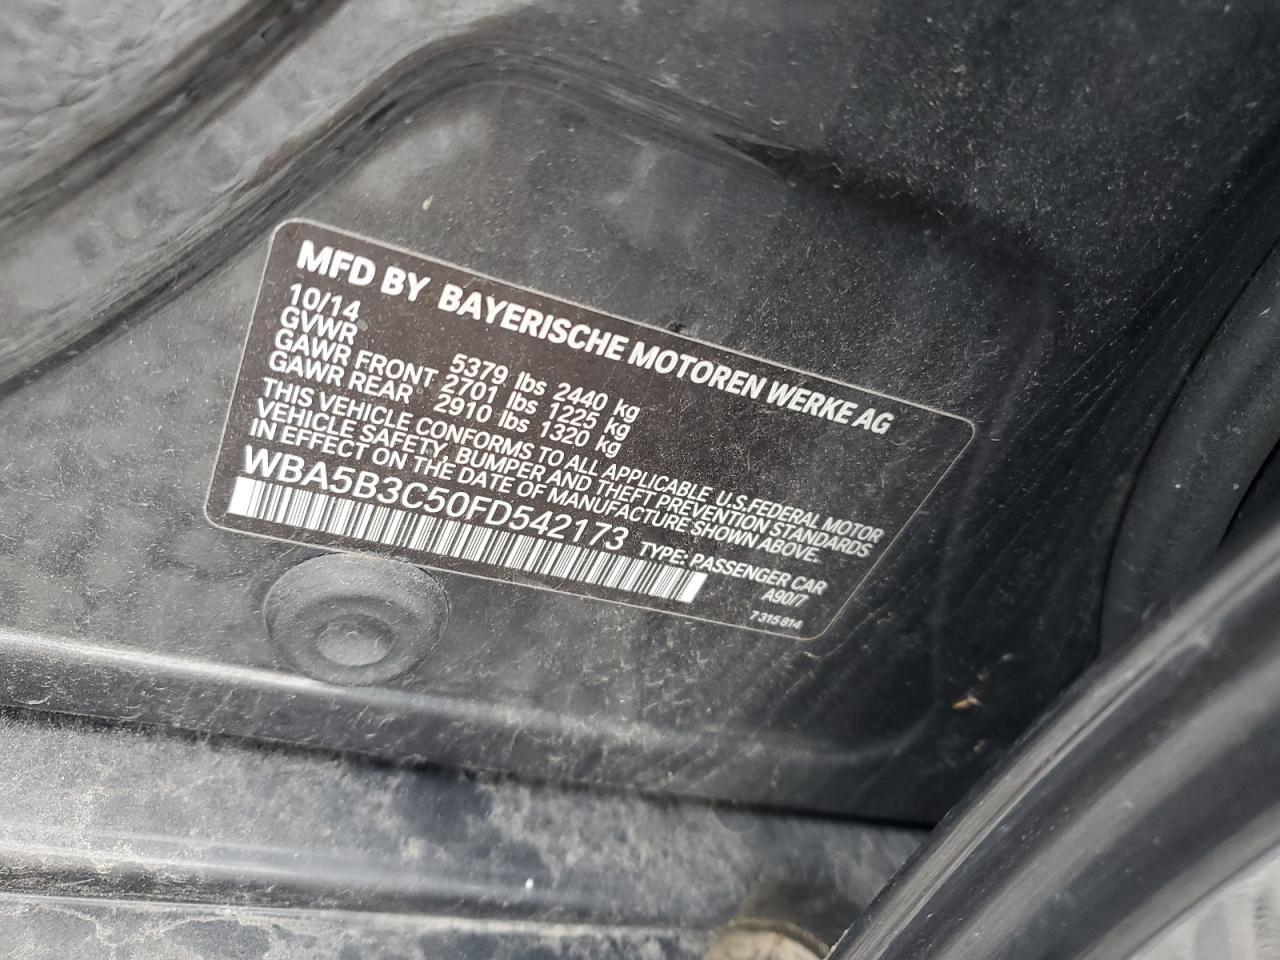 MFD BY BAYERISCHE MOTOREN WERKE AG
10/14
GVWR 5379 lbs 2440 kg
GAWR FRONT 2701 lbs 1225 kg
GAWR REAR 2910 lbs 1320 kg
THIS VEHICLE CONFORMS TO ALL APPLICABLE U.S.FEDERAL MOTOR
VEHICLE SAFETY, BUMPER AND THEFT PREVENTION STANDARDS
IN EFFECT ON THE DATE OF MANUFACTURE SHOWN ABOVE.
WBA5B3C50FD542173 TYPE: PASSENGER CAR
A90/7
7 315 814